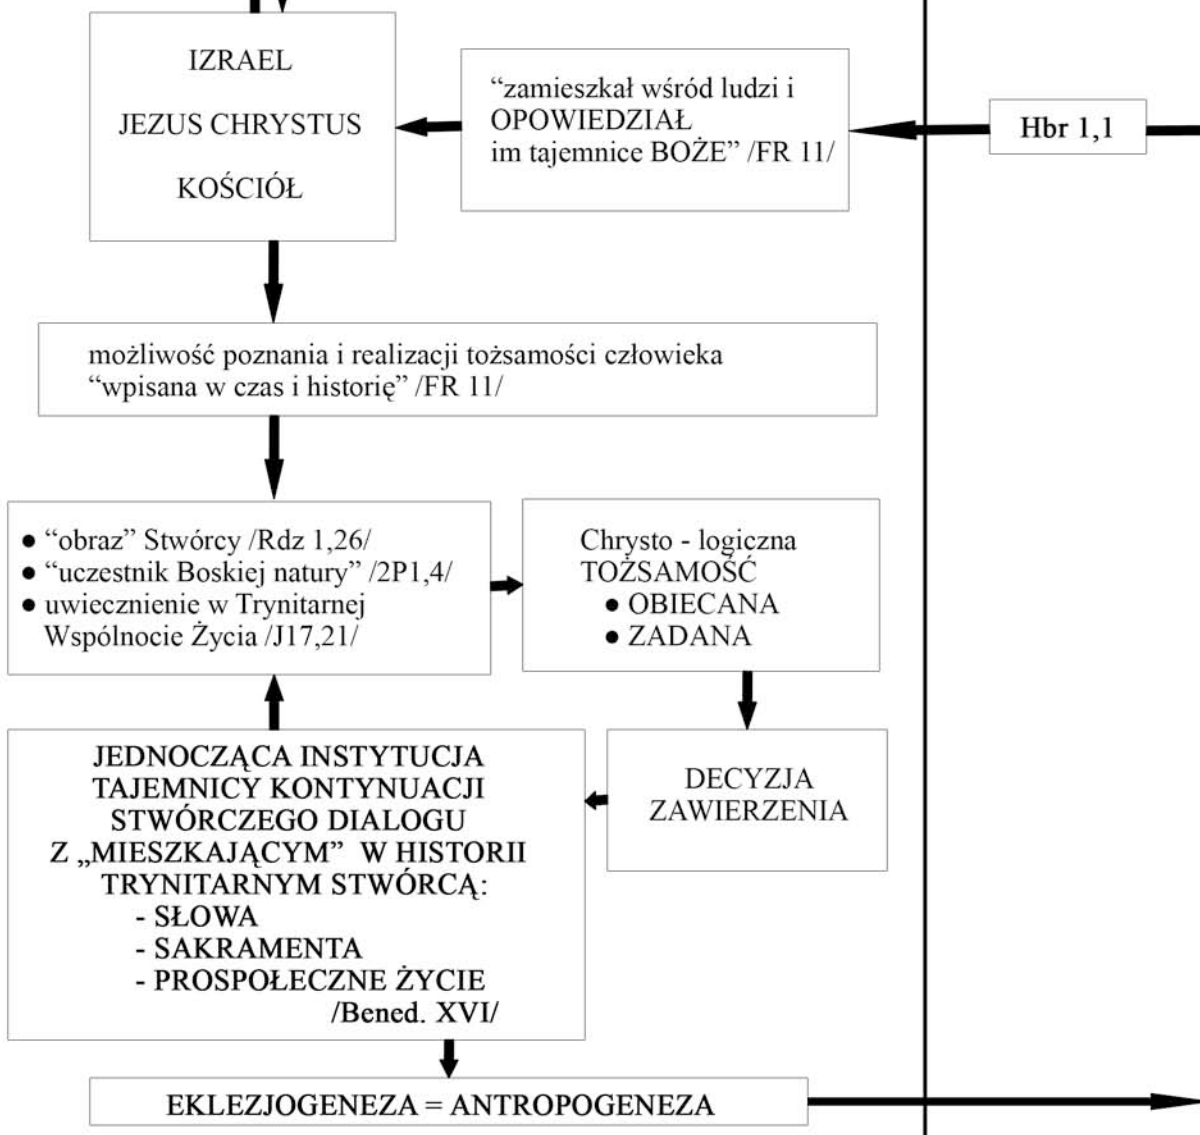 IZRAEL
JEZUS CHRYSTUS
KOŚCIÓŁ
“zamieszkał wśród ludzi i
OPOWIEDZIAŁ
im tajemnice BOŻE” /FR 11/
Hbr 1,1
możliwość poznania i realizacji tożsamości człowieka
“wpisana w czas i historię” /FR 11/
● “obraz” Stwórcy /Rdz 1,26/
● “uczestnik Boskiej natury” /2P1,4/
● uwiecznienie w Trynitarnej
Wspólnocie Życia /J17,21/
Chrysto - logiczna
TOŻSAMOŚĆ
● OBIECANA
● ZADANA
JEDNOCZĄCA INSTYTUCJA
TAJEMNICY KONTYNUACJI
STWÓRCZEGO DIALOGU
Z „MIESZKAJĄCYM” W HISTORII
TRYNITARNYM STWÓRCĄ:
- SŁOWA
- SAKRAMENTA
- PROSPOŁECZNE ŻYCIE
/Bened. XVI/
DECYZJA
ZAWIERZENIA
EKLEZJOGENEZA = ANTROPOGENEZA